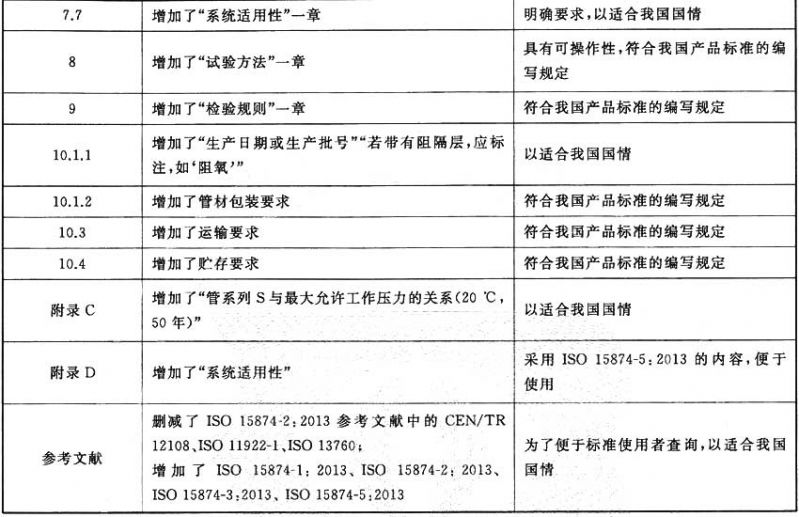 7.7 增加了“系统适用性”一章 明确要求,以适合我国国情
8 增加了“试验方法”一章 具有可操作性,符合我国产品标准的编
写规定
9 增加了“检验规则”一章 符合我国产品标准的编写规定
10.1.1 增加了“生产日期或生产批号”“若带有阻隔层,应标
注,如‘阻氧’” 以适合我国国情
10.1.2 增加了管材包装要求 符合我国产品标准的编写规定
10.3 增加了运输要求 符合我国产品标准的编写规定
10.4 增加了贮存要求 符合我国产品标准的编写规定
附录 C 增加了“管系列 S 与最大允许工作压力的关系(20 ℃,
50 年)” 以适合我国国情
附录 D 增加了“系统适用性” 采用 ISO 15874-5:2013 的内容,便于
使用
参考文献 删减了 ISO 15874-2:2013 参考文献中的 CEN/TR
12108、ISO 11922-1、ISO 13760;
增加了 ISO 15874-1:2013、ISO 15874-2:2013、
ISO 15874-3:2013、ISO 15874-5:2013 为了便于标准使用者查询,以适合我国
国情